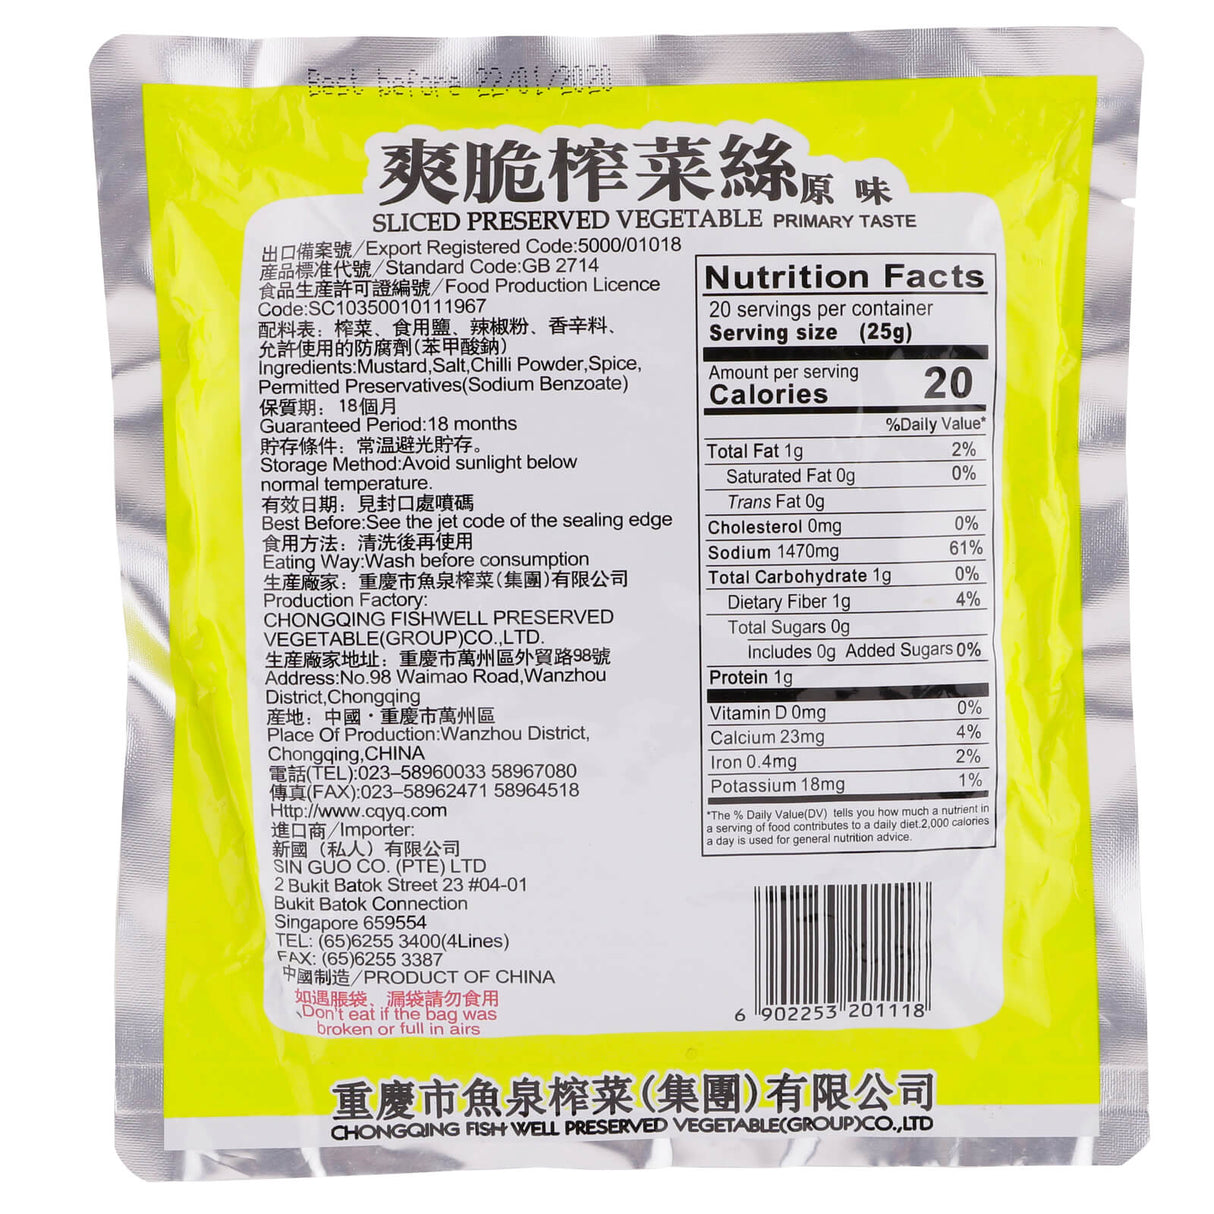 Best before 22/01/2020
爽脆榨菜絲原味
SLICED PRESERVED VEGETABLE PRIMARY TASTE
出口備案號/Export Registered Code:5000/01018
產品標准代號/Standard Code:GB 2714
食品生産許可證編號/Food Production Licence
Code:SC10350010111967
配料表：榨菜、食用鹽、辣椒粉、香辛料、
允許使用的防腐劑(苯甲酸鈉)
Ingredients:Mustard,Salt,Chilli Powder,Spice,
Permitted Preservatives(Sodium Benzoate)
保質期：18個月
Guaranteed Period:18 months
貯存條件：常温避光貯存。
Storage Method:Avoid sunlight below
normal temperature.
有效日期：見封口處噴碼
Best Before:See the jet code of the sealing edge
食用方法：清洗後再使用
Eating Way:Wash before consumption
生産廠家：重慶市魚泉榨菜(集團)有限公司
Production Factory:
CHONGQING FISHWELL PRESERVED
VEGETABLE(GROUP)CO.,LTD.
生産廠家地址：重慶市萬州區外貿路98號
Address:No.98 Waimao Road,Wanzhou
District,Chongqing
産地：中國·重慶市萬州區
Place Of Production:Wanzhou District,
Chongqing,CHINA
電話(TEL):023–58960033 58967080
傳真(FAX):023–58962471 58964518
Http://www.cqyq.com
進口商/Importer:
新國（私人）有限公司
SIN GUO CO. (PTE) LTD
2 Bukit Batok Street 23 #04-01
Bukit Batok Connection
Singapore 659554
TEL: (65)6255 3400(4Lines)
FAX: (65)6255 3387
中國制造/PRODUCT OF CHINA
如遇脹袋、漏袋請勿食用
Don't eat if the bag was
broken or full in airs
Nutrition Facts
20 servings per container
Serving size (25g)
Amount per serving
Calories 20
%Daily Value*
Total Fat 1g 2%
Saturated Fat 0g 0%
Trans Fat 0g
Cholesterol 0mg 0%
Sodium 1470mg 61%
Total Carbohydrate 1g 0%
Dietary Fiber 1g 4%
Total Sugars 0g
Includes 0g Added Sugars 0%
Protein 1g
Vitamin D 0mg 0%
Calcium 23mg 4%
Iron 0.4mg 2%
Potassium 18mg 1%
*The % Daily Value(DV) tells you how much a nutrient in
a serving of food contributes to a daily diet.2,000 calories
a day is used for general nutrition advice.
6 902253 201118
重慶市魚泉榨菜(集團)有限公司
CHONGQING FISH WELL PRESERVED VEGETABLE(GROUP)CO.,LTD